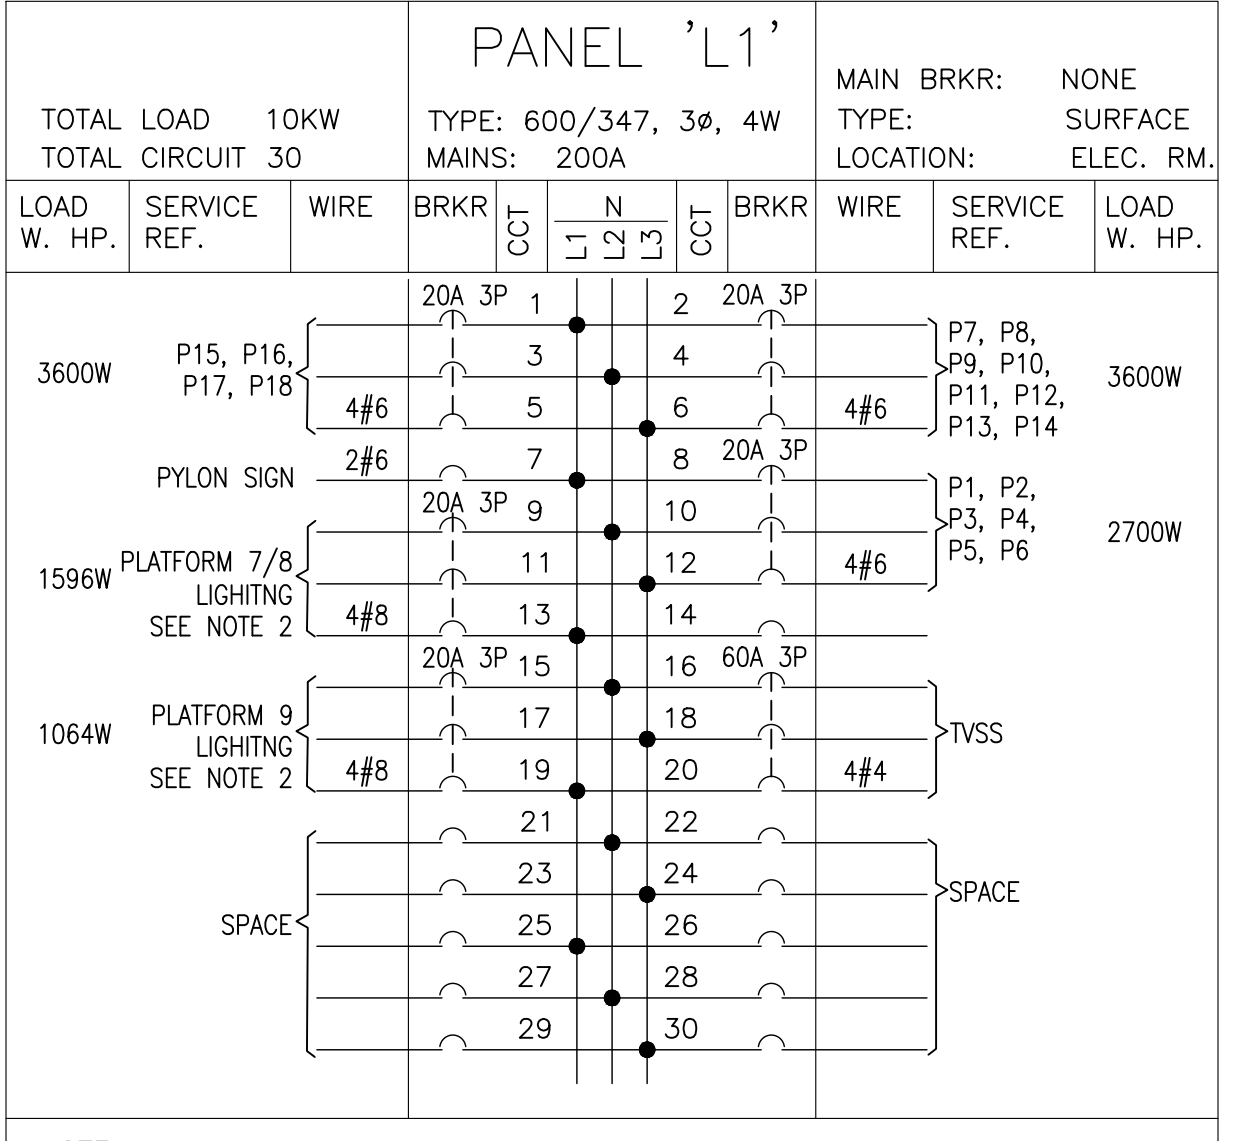 PANEL 'L1'
TOTAL LOAD 10KW
TOTAL CIRCUIT 30
TYPE: 600/347, 3ø, 4W
MAINS: 200A
MAIN BRKR: NONE
TYPE: SURFACE
LOCATION: ELEC. RM.
LOAD W. HP.
SERVICE REF.
WIRE
BRKR
CCT
N
L1 L2 L3
CCT
BRKR
WIRE
SERVICE REF.
LOAD W. HP.
20A 3P 1 2 20A 3P
P7, P8,
P15, P16, 3 4 P9, P10,
3600W P17, P18 3600W
P11, P12,
4#6 5 6 4#6
P13, P14
PYLON SIGN 2#6 7 8 20A 3P
P1, P2,
20A 3P 9 10 P3, P4,
2700W
P5, P6
PLATFORM 7/8 11 12 4#6
1596W LIGHITNG
SEE NOTE 2 4#8 13 14
20A 3P 15 16 60A 3P
PLATFORM 9 17 18
1064W LIGHITNG TVSS
SEE NOTE 2 4#8 19 20 4#4
21 22
23 24
SPACE
SPACE 25 26
27 28
29 30